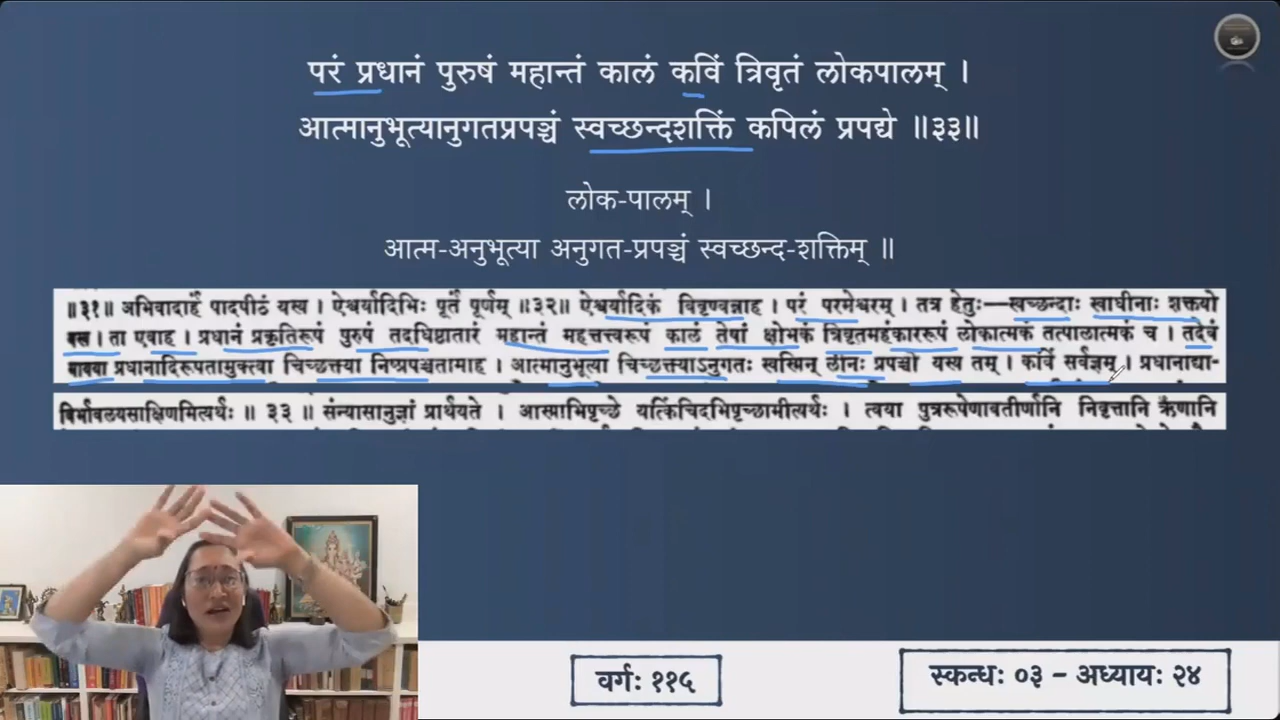 परं प्रधानं पुरुषं महान्तं कालं कविं त्रिवृतं लोकपालम् ।
आत्मानुभूत्यानुगतप्रपञ्चं स्वच्छन्दशक्तिं कपिलं प्रपद्ये ॥३३॥
लोक-पालम् ।
आत्म-अनुभूत्या अनुगत-प्रपञ्चं स्वच्छन्द-शक्तिम् ॥
॥३१॥ अभिवादार्हं पादपीठं यस्य । ऐश्वर्यादिभिः पूर्तं पूर्णम् ॥३२॥ ऐश्वर्यादिकं विवृण्वन्नाह । परं परमेश्वरम् । तत्र हेतुः—स्वच्छन्दाः स्वाधीनाः शक्तयो
यस्य । ता एवाह । प्रधानं प्रकृतिरूपं पुरुषं तदधिष्ठातारं महान्तं महत्तत्त्वरूपं कालं तेषां क्षोभकं त्रिवृतमहंकाररूपं लोकात्मकं तत्पालात्मकं च । तदेवं
मायया प्रधानादिरूपतामुक्त्वा चिच्छक्त्या निष्प्रपञ्चतामाह । आत्मानुभूत्या चिच्छक्त्याऽनुगतः स्वस्मिन् लीनः प्रपञ्चो यस्य तम् । कविं सर्वज्ञम् । प्रधानाद्या-
विर्भावलयसाक्षिणमित्यर्थः ॥ ३३ ॥ संन्यासानुज्ञां प्रार्थयते । आस्माभिपृच्छे यत्किंचिदभिपृच्छामीत्यर्थः । त्वया पुत्ररूपेणावतीर्णानि निवृत्तानि ऋणानि
वर्गः ११५
स्कन्धः ०३ - अध्यायः २४